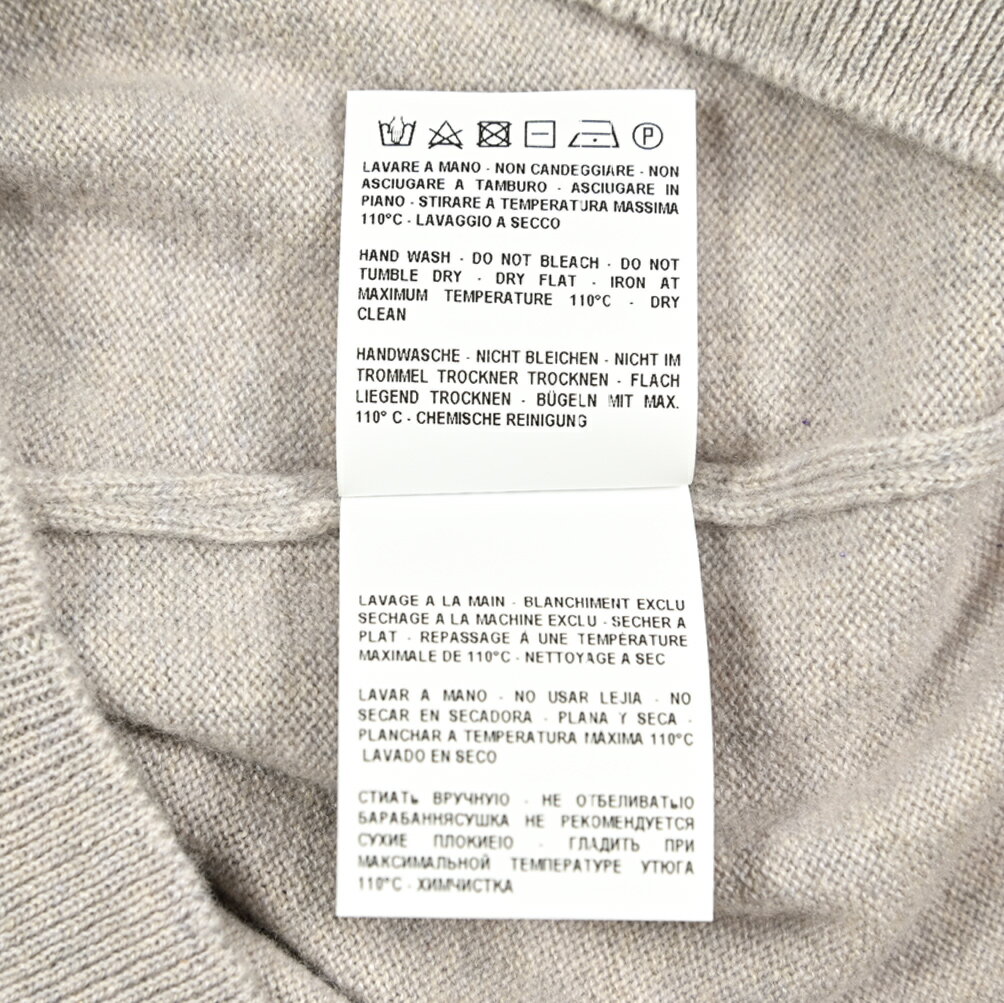 P
LAVARE A MANO - NON CANDEGGIARE - NON
ASCIUGARE A TAMBURO - ASCIUGARE IN
PIANO - STIRARE A TEMPERATURA MASSIMA
110°C - LAVAGGIO A SECCO
HAND WASH - DO NOT BLEACH - DO NOT
TUMBLE DRY - DRY FLAT - IRON AT
MAXIMUM TEMPERATURE 110°C - DRY
CLEAN
HANDWASCHE - NICHT BLEICHEN - NICHT IM
TROMMEL TROCKNER TROCKNEN - FLACH
LIEGEND TROCKNEN - BÜGELN MIT MAX.
110° C - CHEMISCHE REINIGUNG
LAVAGE A LA MAIN - BLANCHIMENT EXCLU
SECHAGE A LA MACHINE EXCLU - SECHER A
PLAT - REPASSAGE Á UNE TEMPÉRATURE
MAXIMALE DE 110°C - NETTOYAGE A SEC
LAVAR A MANO - NO USAR LEJIA - NO
SECAR EN SECADORA - PLANA Y SECA -
PLANCHAR A TEMPERATURA MÁXIMA 110°C
LAVADO EN SECO
СТИАТЬ ВРУЧНУЮ - НЕ ОТБЕЛИВАТЬЮ
БАРАБАННЯСУШКА НЕ РЕКОМЕНДУЕТСЯ
СУХИЕ ПЛОКИЕЮ - ГЛАДИТЬ ПРИ
МАКСИМАЛЬНОЙ ТЕМПЕРАТУРЕ УТЮГА
110°C - ХИМЧИСТКА